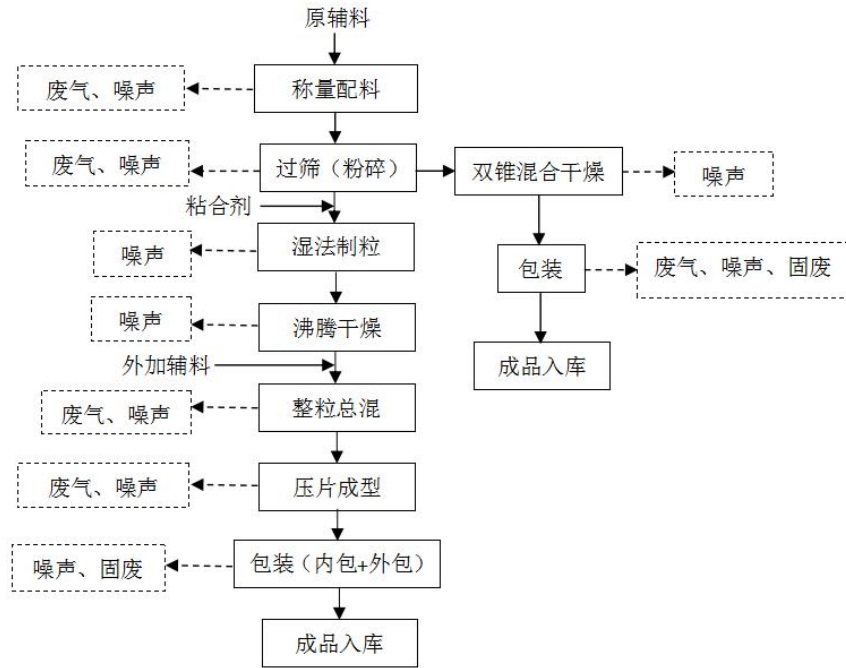 原辅料
废气、噪声
称量配料
废气、噪声
过筛（粉碎）
双锥混合干燥
噪声
粘合剂
噪声
湿法制粒
包装
废气、噪声、固废
噪声
沸腾干燥
外加辅料
成品入库
废气、噪声
整粒总混
废气、噪声
压片成型
噪声、固废
包装（内包+外包）
成品入库